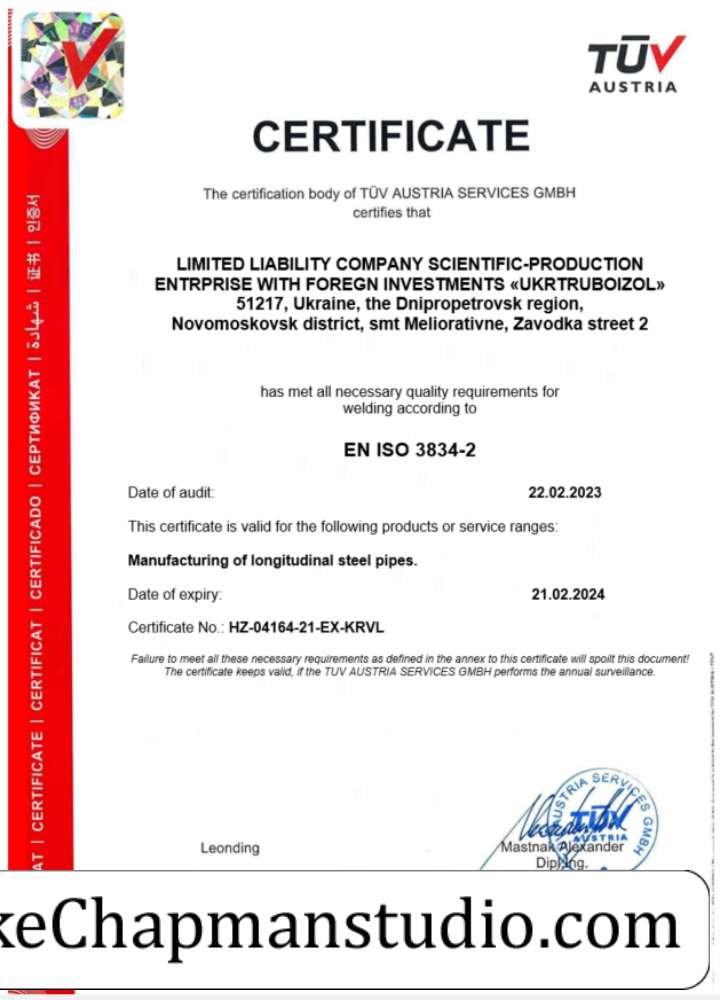 TÜV
AUSTRIA
CERTIFICATE
The certification body of TÜV AUSTRIA SERVICES GMBH
certifies that
LIMITED LIABILITY COMPANY SCIENTIFIC-PRODUCTION
ENTRPRISE WITH FOREGN INVESTMENTS «UKRTRUBOIZOL»
51217, Ukraine, the Dnipropetrovsk region,
Novomoskovsk district, smt Meliorativne, Zavodka street 2
has met all necessary quality requirements for
welding according to
EN ISO 3834-2
Date of audit: 22.02.2023
This certificate is valid for the following products or service ranges:
Manufacturing of longitudinal steel pipes.
Date of expiry: 21.02.2024
Certificate No.: HZ-04164-21-EX-KRVL
Failure to meet all these necessary requirements as defined in the annex to this certificate will spoilt this document!
The certificate keeps valid, if the TUV AUSTRIA SERVICES GMBH performs the annual surveillance.
Leonding
AUSTRIA SERVICES GMBH
TÜV
AUSTRIA
Mastnak Alexander
Dipl.Ing.
AT | CERTIFICATE | CERTIFICAT | CERTIFICADO | СЕРТИФИКАТ | شهادة | 证书 | 인증서
keChapmanstudio.com